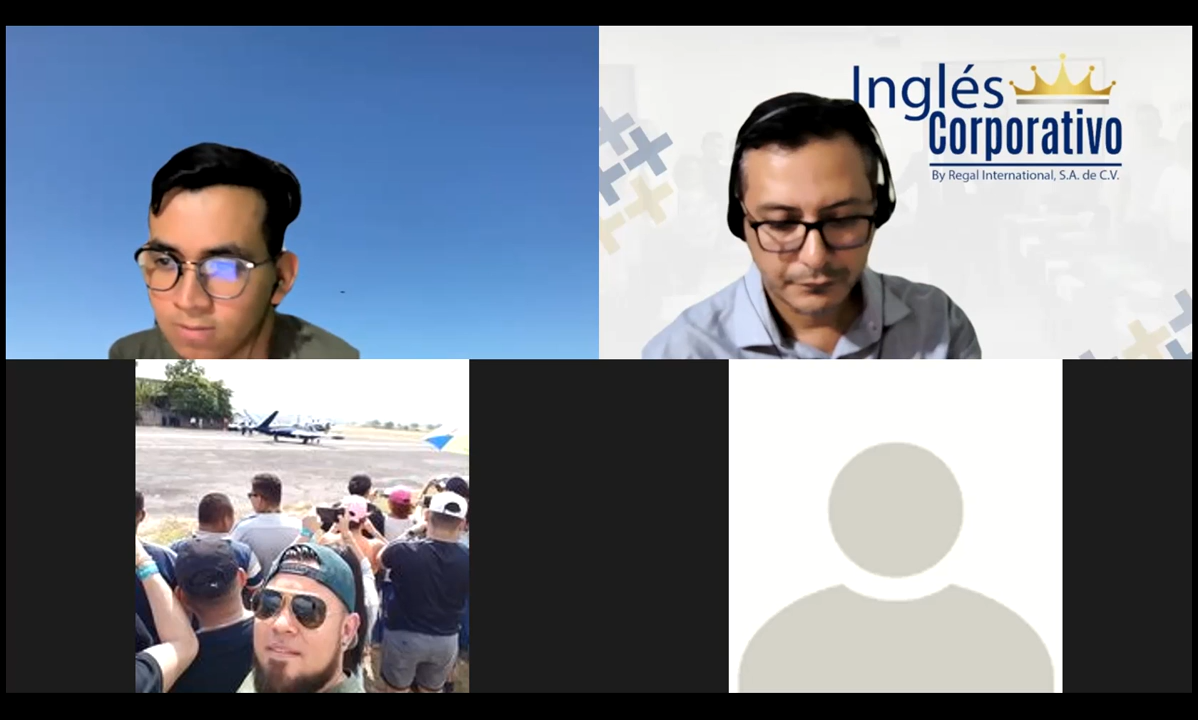 Inglés
Corporativo
By Regal International, S.A. de C.V.